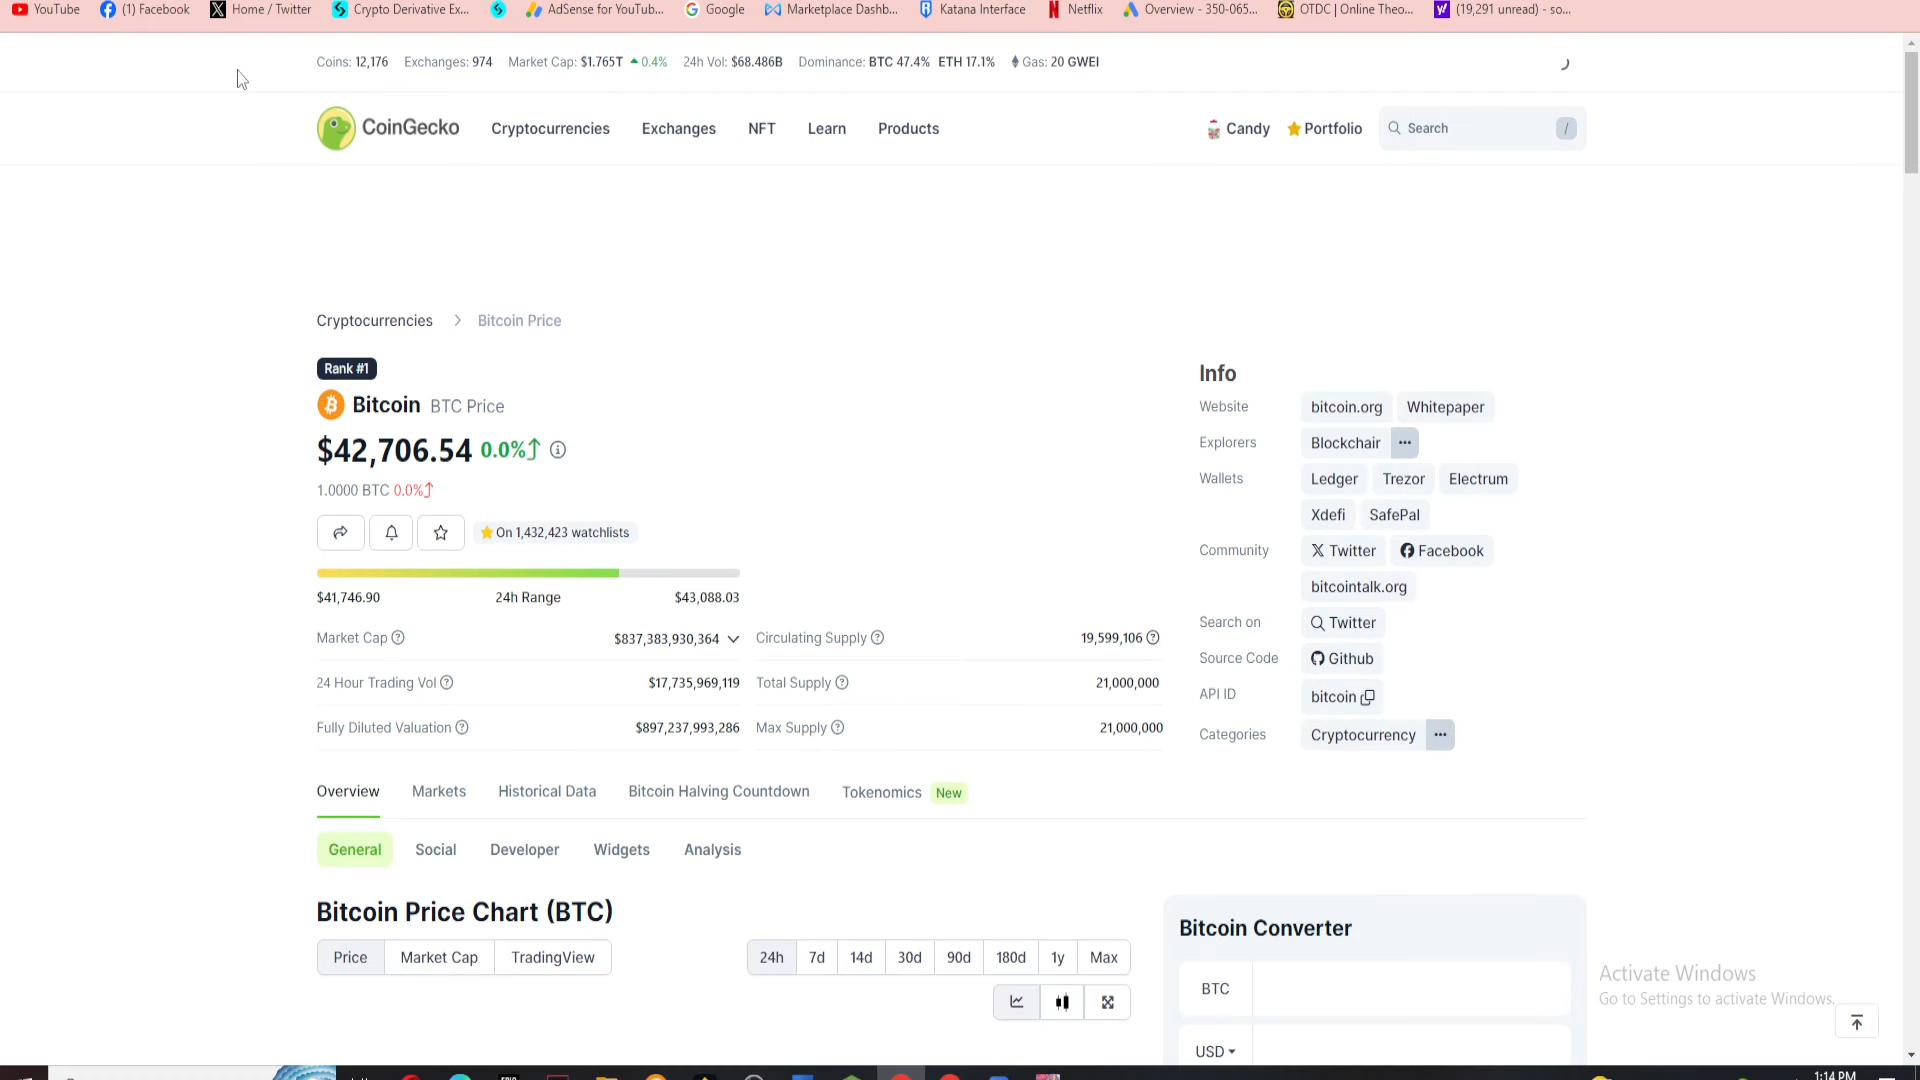 YouTube (1) Facebook Home / Twitter Crypto Derivative Ex... AdSense for YouTub... Google Marketplace Dashb... Katana Interface Netflix Overview - 350-065... OTDC | Online Theo... (19,291 unread) - so...
Coins: 12,176 Exchanges: 974 Market Cap: $1.765T 0.4% 24h Vol: $68.486B Dominance: BTC 47.4% ETH 17.1% Gas: 20 GWEI
CoinGecko Cryptocurrencies Exchanges NFT Learn Products Candy Portfolio Search /
Cryptocurrencies > Bitcoin Price
Rank #1
Bitcoin BTC Price
$42,706.54 0.0%
1.0000 BTC 0.0%
On 1,432,423 watchlists
$41,746.90 24h Range $43,088.03
Market Cap $837,383,930,364
24 Hour Trading Vol $17,735,969,119
Fully Diluted Valuation $897,237,993,286
Circulating Supply 19,599,106
Total Supply 21,000,000
Max Supply 21,000,000
Info
Website bitcoin.org Whitepaper
Explorers Blockchair
Wallets Ledger Trezor Electrum
Xdefi SafePal
Community Twitter Facebook
bitcointalk.org
Search on Twitter
Source Code Github
API ID bitcoin
Categories Cryptocurrency
Overview Markets Historical Data Bitcoin Halving Countdown Tokenomics New
General Social Developer Widgets Analysis
Bitcoin Price Chart (BTC)
Price Market Cap TradingView 24h 7d 14d 30d 90d 180d 1y Max
Bitcoin Converter
BTC
USD
Activate Windows
Go to Settings to activate Windows.
1:14 PM